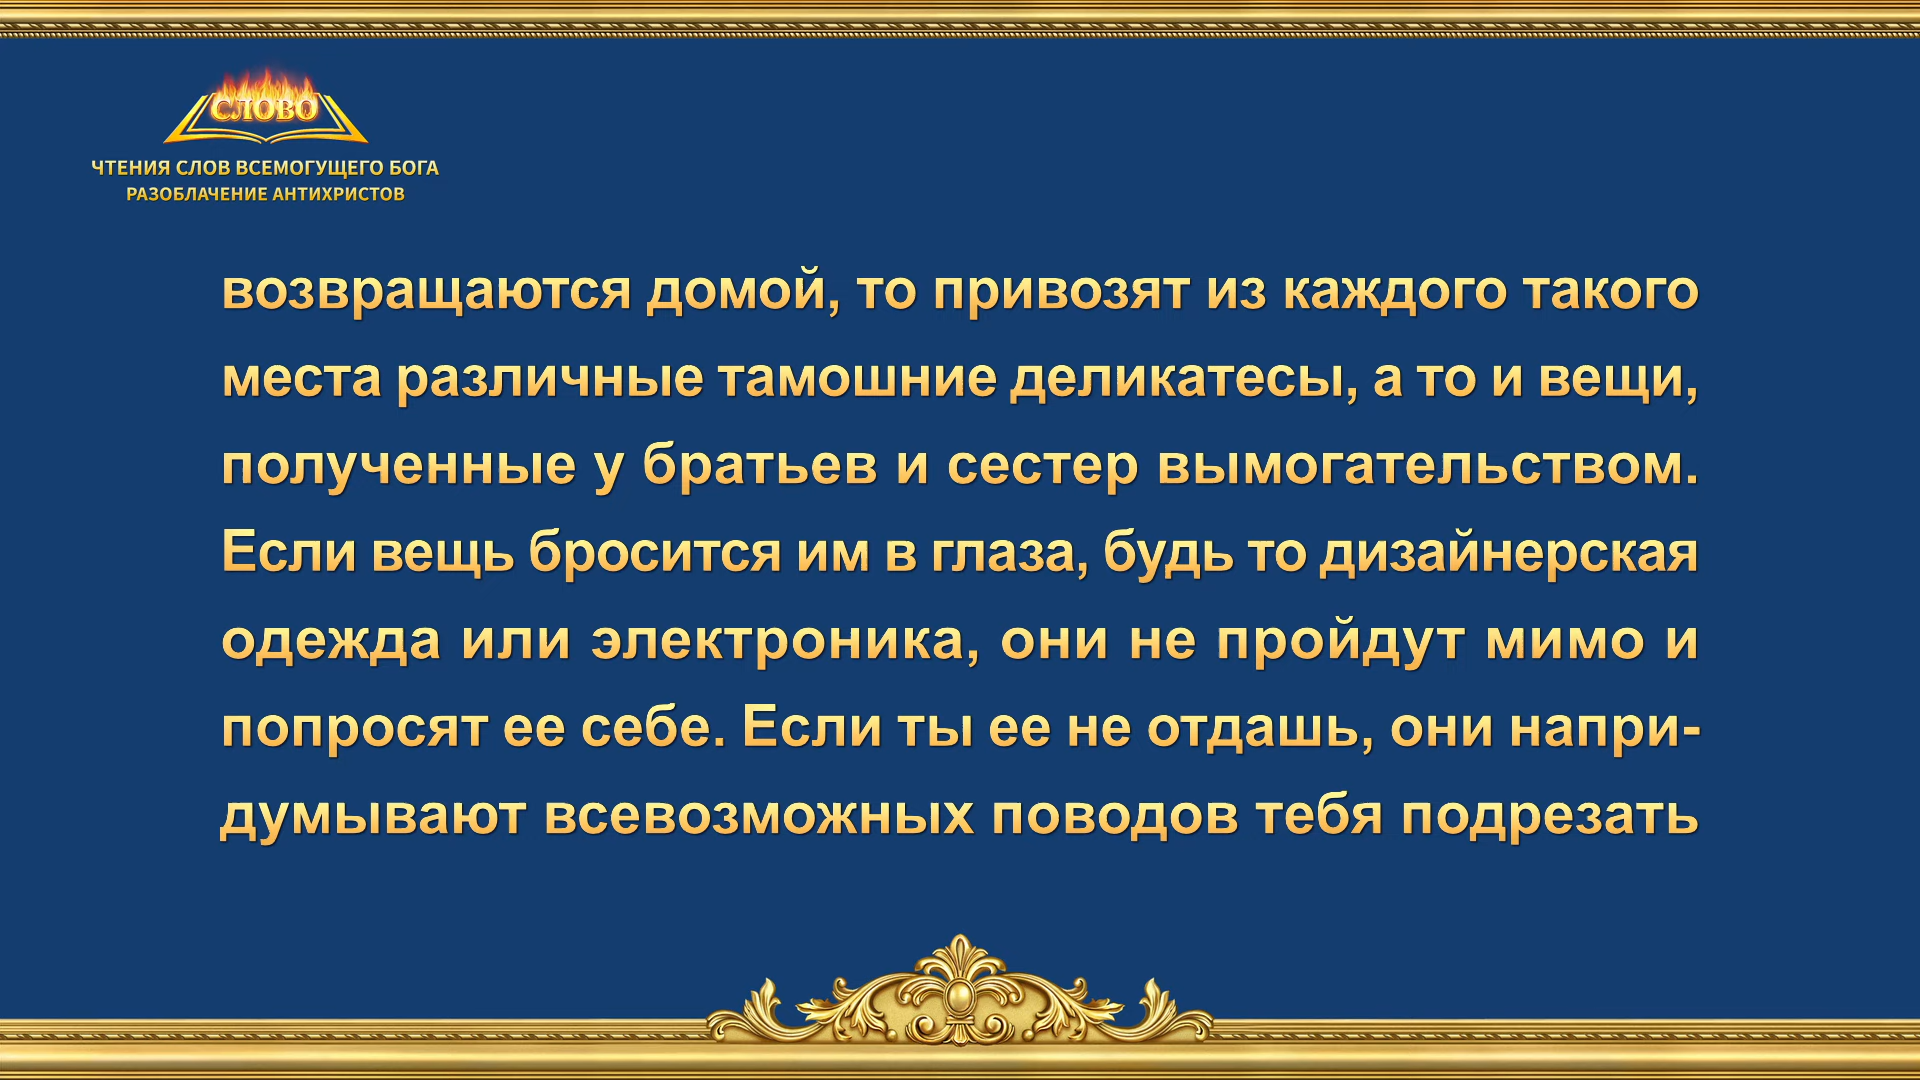 СЛОВО
ЧТЕНИЯ СЛОВ ВСЕМОГУЩЕГО БОГА
РАЗОБЛАЧЕНИЕ АНТИХРИСТОВ
возвращаются домой, то привозят из каждого такого
места различные тамошние деликатесы, а то и вещи,
полученные у братьев и сестер вымогательством.
Если вещь бросится им в глаза, будь то дизайнерская
одежда или электроника, они не пройдут мимо и
попросят ее себе. Если ты ее не отдашь, они напри-
думывают всевозможных поводов тебя подрезать